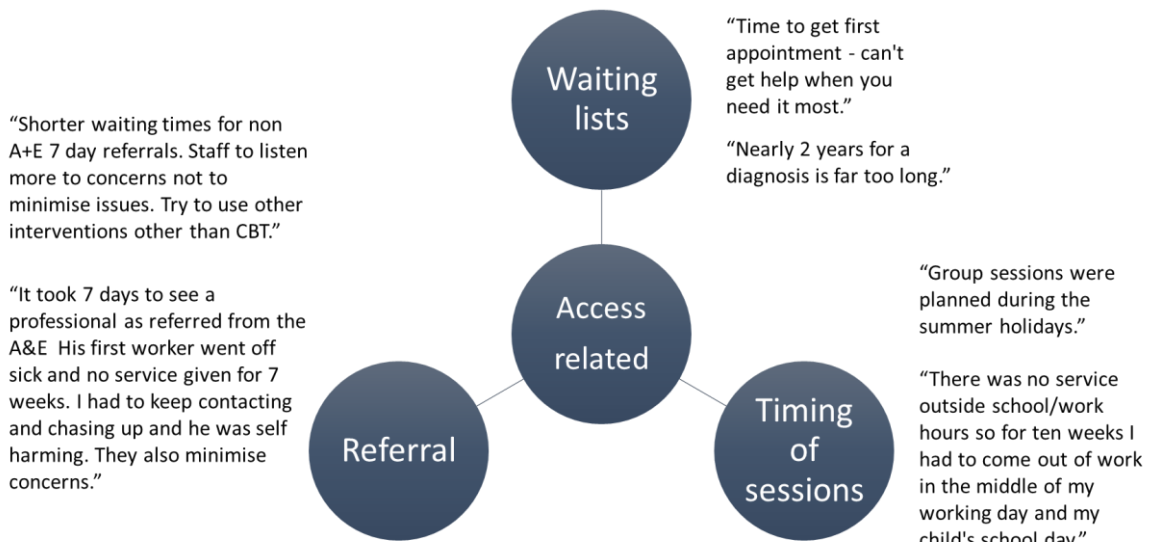 Waiting
lists
“Time to get first
appointment - can't
get help when you
need it most.”
“Nearly 2 years for a
diagnosis is far too long.”
“Shorter waiting times for non
A+E 7 day referrals. Staff to listen
more to concerns not to
minimise issues. Try to use other
interventions other than CBT.”
“It took 7 days to see a
professional as referred from the
A&E  His first worker went off
sick and no service given for 7
weeks. I had to keep contacting
and chasing up and he was self
harming. They also minimise
concerns.”
Access
related
Referral
Timing
of
sessions
“Group sessions were
planned during the
summer holidays.”
“There was no service
outside school/work
hours so for ten weeks I
had to come out of work
in the middle of my
working day and my
child's school day.”